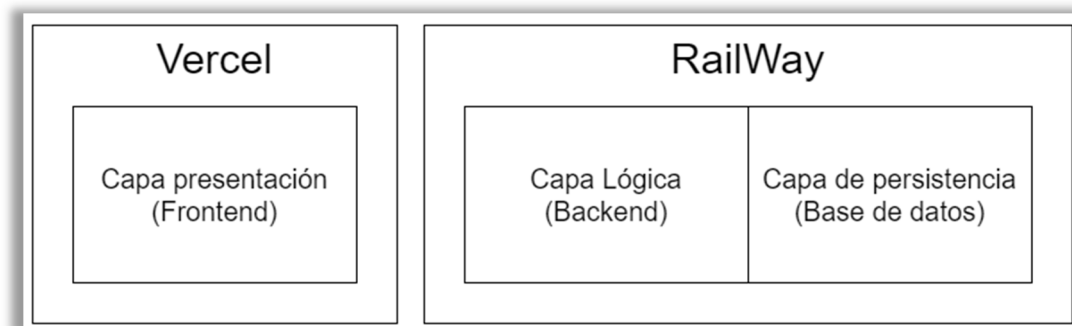 Vercel
RailWay
Capa presentación
(Frontend)
Capa Lógica
(Backend)
Capa de persistencia
(Base de datos)